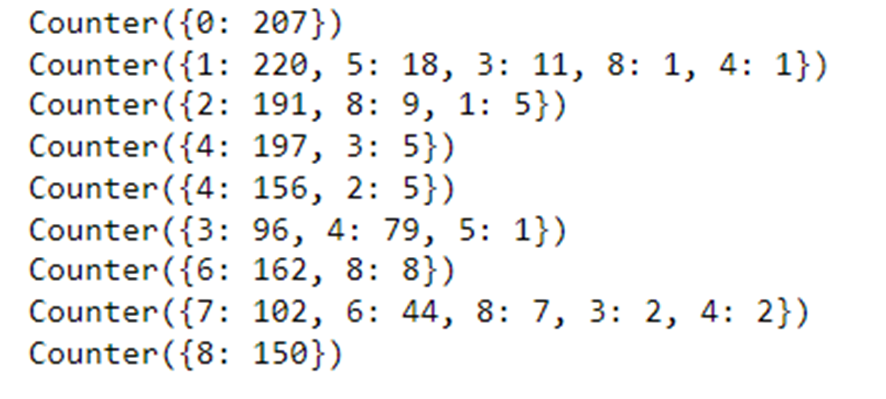 Counter({0: 207})
Counter({1: 220, 5: 18, 3: 11, 8: 1, 4: 1})
Counter({2: 191, 8: 9, 1: 5})
Counter({4: 197, 3: 5})
Counter({4: 156, 2: 5})
Counter({3: 96, 4: 79, 5: 1})
Counter({6: 162, 8: 8})
Counter({7: 102, 6: 44, 8: 7, 3: 2, 4: 2})
Counter({8: 150})